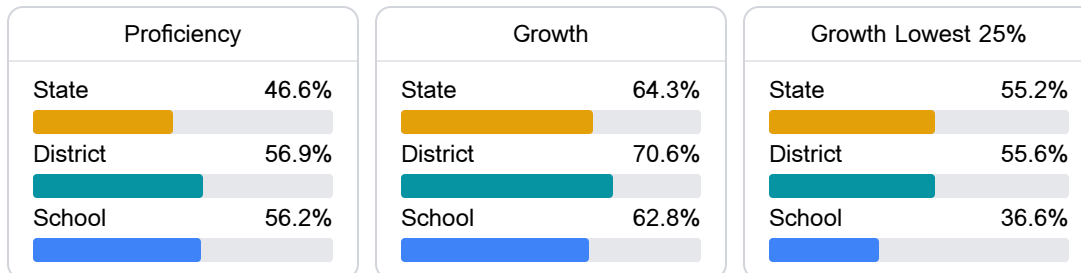 Proficiency
State 46.6%
District 56.9%
School 56.2%
Growth
State 64.3%
District 70.6%
School 62.8%
Growth Lowest 25%
State 55.2%
District 55.6%
School 36.6%